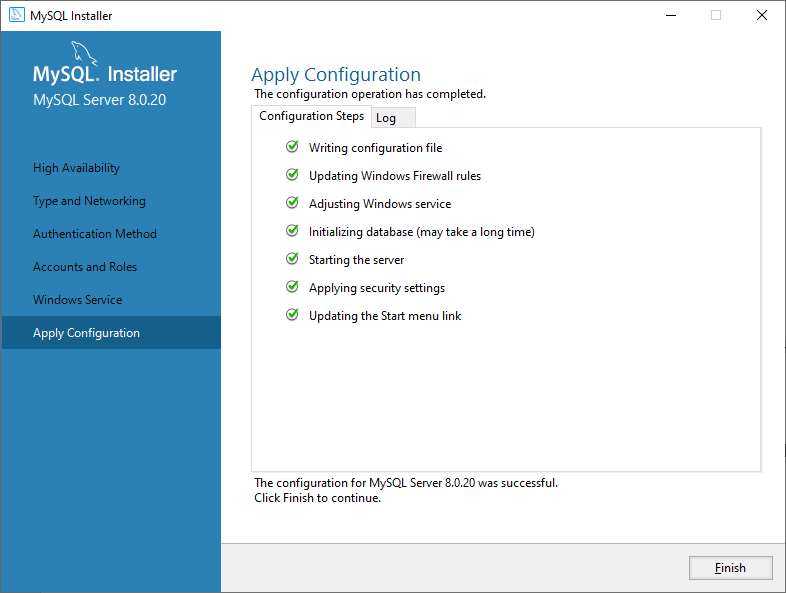 MySQL Installer
MySQL. Installer
MySQL Server 8.0.20
High Availability
Type and Networking
Authentication Method
Accounts and Roles
Windows Service
Apply Configuration
Apply Configuration
The configuration operation has completed.
Configuration Steps
Log
Writing configuration file
Updating Windows Firewall rules
Adjusting Windows service
Initializing database (may take a long time)
Starting the server
Applying security settings
Updating the Start menu link
The configuration for MySQL Server 8.0.20 was successful.
Click Finish to continue.
Finish